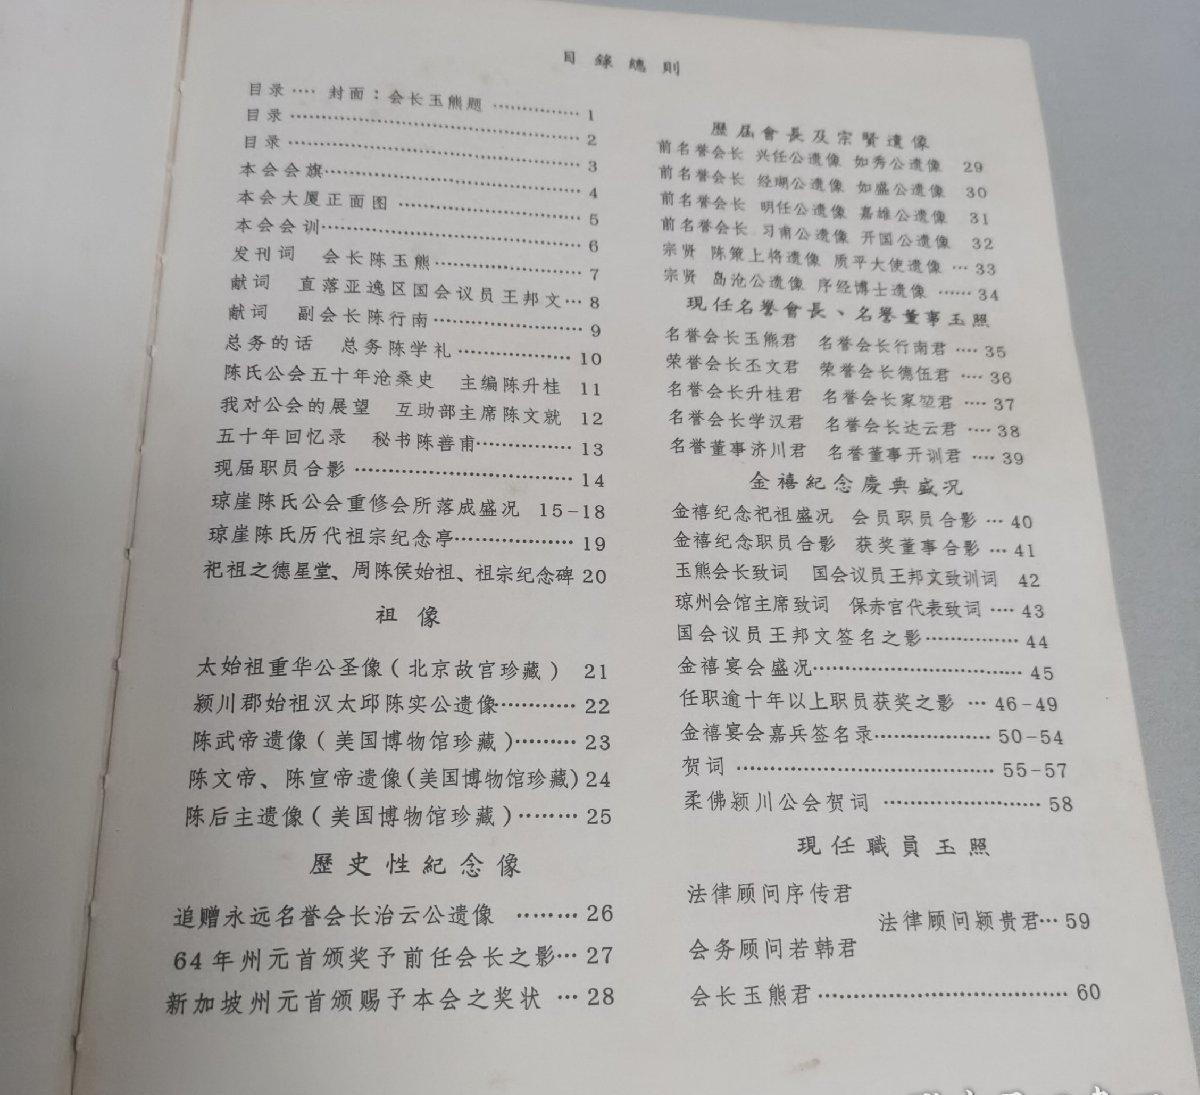 目錄總則
目录···· 封面：会长玉熊题 ·············· 1
目录 ······································ 2
目录 ······································ 3
本会会旗································ 4
本会大厦正面图 ························ 5
本会会训································ 6
发刊词 会长陈玉熊·················· 7
献词 直落亚逸区国会议员王邦文··· 8
献词 副会长陈行南·················· 9
总务的话 总务陈学礼 ················ 10
陈氏公会五十年沧桑史 主编陈升桂 11
我对公会的展望 互助部主席陈文就 12
五十年回忆录 秘书陈善甫············· 13
现届职员合影 ····························· 14
琼崖陈氏公会重修会所落成盛况 15-18
琼崖陈氏历代祖宗纪念亭················ 19
祀祖之德星堂、周陈侯始祖、祖宗纪念碑 20
祖像
太始祖重华公圣像(北京故宫珍藏) 21
颍川郡始祖汉太邱陈实公遗像··········· 22
陈武帝遗像(美国博物馆珍藏)········· 23
陈文帝、陈宣帝遗像(美国博物馆珍藏) 24
陈后主遗像(美国博物馆珍藏)········ 25
歷史性紀念像
追赠永远名誉会长治云公遗像 ········ 26
64年州元首颁奖予前任会长之影··· 27
新加坡州元首颁赐予本会之奖状 ··· 28
歷届會長及宗賢遺像
前名誉会长 兴任公遗像 如秀公遗像 29
前名誉会长 经瑚公遗像 如盛公遗像 30
前名誉会长 明任公遗像 嘉雄公遗像 31
前名誉会长 习甫公遗像 开国公遗像 32
宗贤 陈策上将遗像 质平大使遗像 ··· 33
宗贤 岛沧公遗像 序经博士遗像 ······ 34
現任名譽會長、名譽董事玉照
名誉会长玉熊君 名誉会长行南君 ···· 35
荣誉会长丕文君 荣誉会长德伍君 ···· 36
名誉会长升桂君 名誉会长家堃君 ···· 37
名誉会长学汉君 名誉会长达云君 ···· 38
名誉董事济川君 名誉董事开训君 ···· 39
金禧紀念慶典盛況
金禧纪念祀祖盛况 会员职员合影 ··· 40
金禧纪念职员合影 获奖董事合影 ··· 41
玉熊会长致词 国会议员王邦文致训词 42
琼州会馆主席致词 保赤官代表致词 ···· 43
国会议员王邦文签名之影··············· 44
金禧宴会盛况······························ 45
任职逾十年以上职员获奖之影 ··· 46-49
金禧宴会嘉兵签名录···················· 50-54
贺词 ···································· 55-57
柔佛颍川公会贺词 ······················· 58
現任職員玉照
法律顾问序传君
法律顾问颖贵君··· 59
会务顾问若韩君
会长玉熊君···································· 60